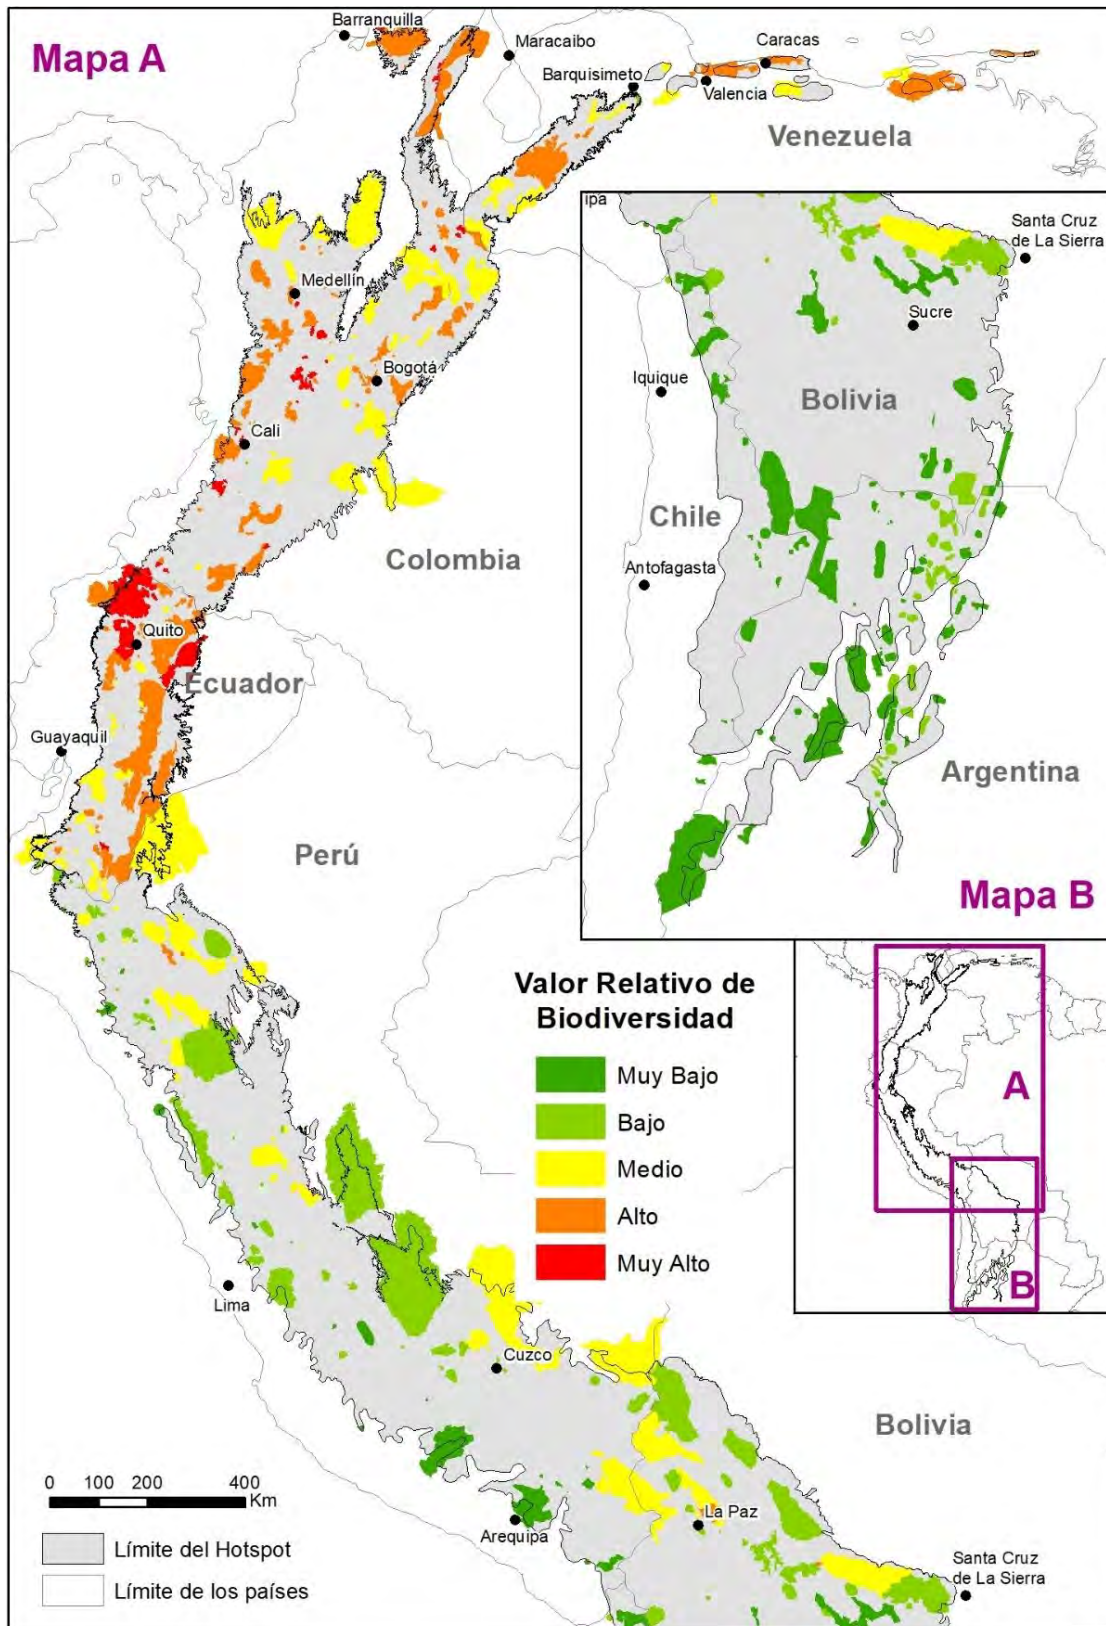 Mapa A
Barranquilla
Maracaibo
Caracas
Barquisimeto
Valencia
Venezuela
Medellín
Bogotá
Cali
Colombia
Quito
Ecuador
Guayaquil
Perú
ipa
Santa Cruz
de La Sierra
Sucre
Iquique
Bolivia
Chile
Antofagasta
Argentina
Mapa B
Valor Relativo de
Biodiversidad
Muy Bajo
Bajo
Medio
Alto
Muy Alto
A
B
Lima
Cuzco
Bolivia
La Paz
Arequipa
Santa Cruz
de La Sierra
0 100 200 400
Km
Límite del Hotspot
Límite de los países